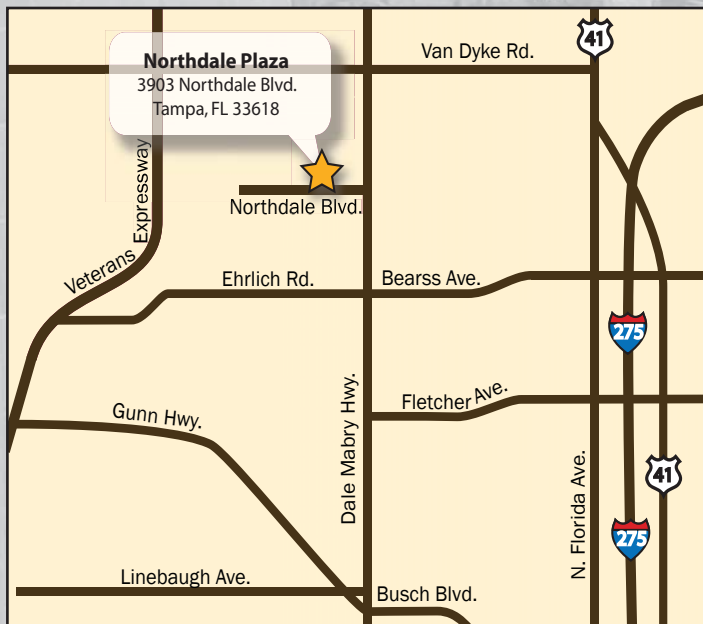 41
Van Dyke Rd.
Northdale Plaza
3903 Northdale Blvd.
Tampa, FL 33618
Northdale Blvd.
Veterans Expressway
Ehrlich Rd.
Bearss Ave.
275
Gunn Hwy.
Dale Mabry Hwy.
Fletcher Ave.
N. Florida Ave.
41
275
Linebaugh Ave.
Busch Blvd.